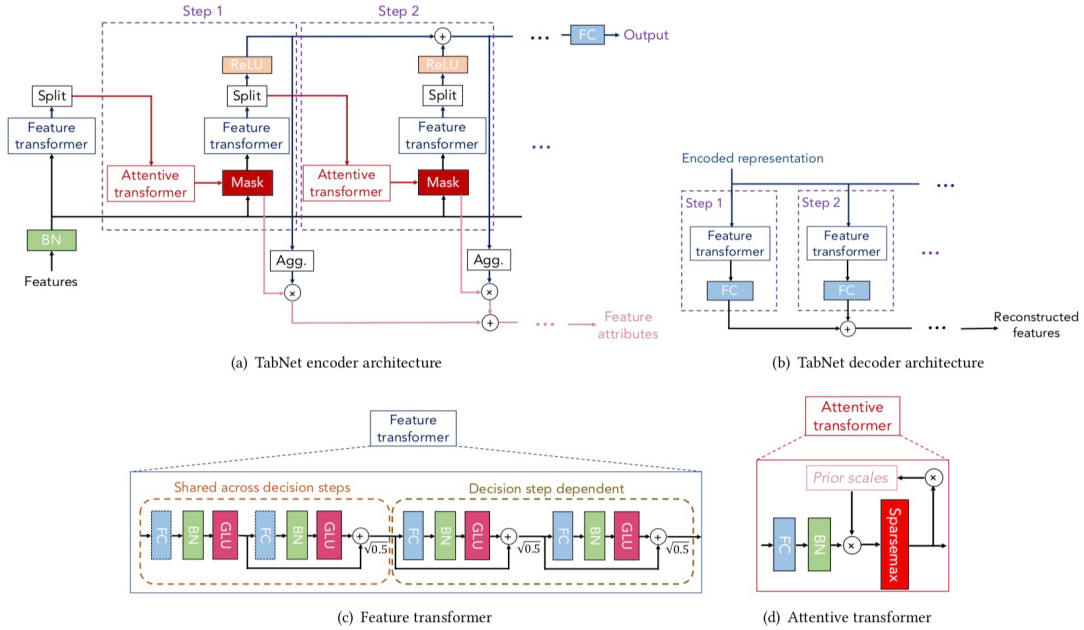 Step 1
Step 2
FC
Output
ReLU
ReLU
Split
Split
Split
Feature
transformer
Feature
transformer
Feature
transformer
Attentive
transformer
Mask
Attentive
transformer
Mask
BN
Features
Agg.
Agg.
Feature
attributes
(a) TabNet encoder architecture
Encoded representation
Step 1
Step 2
Feature
transformer
Feature
transformer
FC
FC
Reconstructed
features
(b) TabNet decoder architecture
Feature
transformer
Shared across decision steps
Decision step dependent
FC
BN
GLU
FC
BN
GLU
√0.5
FC
BN
GLU
√0.5
FC
BN
GLU
√0.5
(c) Feature transformer
Attentive
transformer
Prior scales
FC
BN
Sparsemax
(d) Attentive transformer